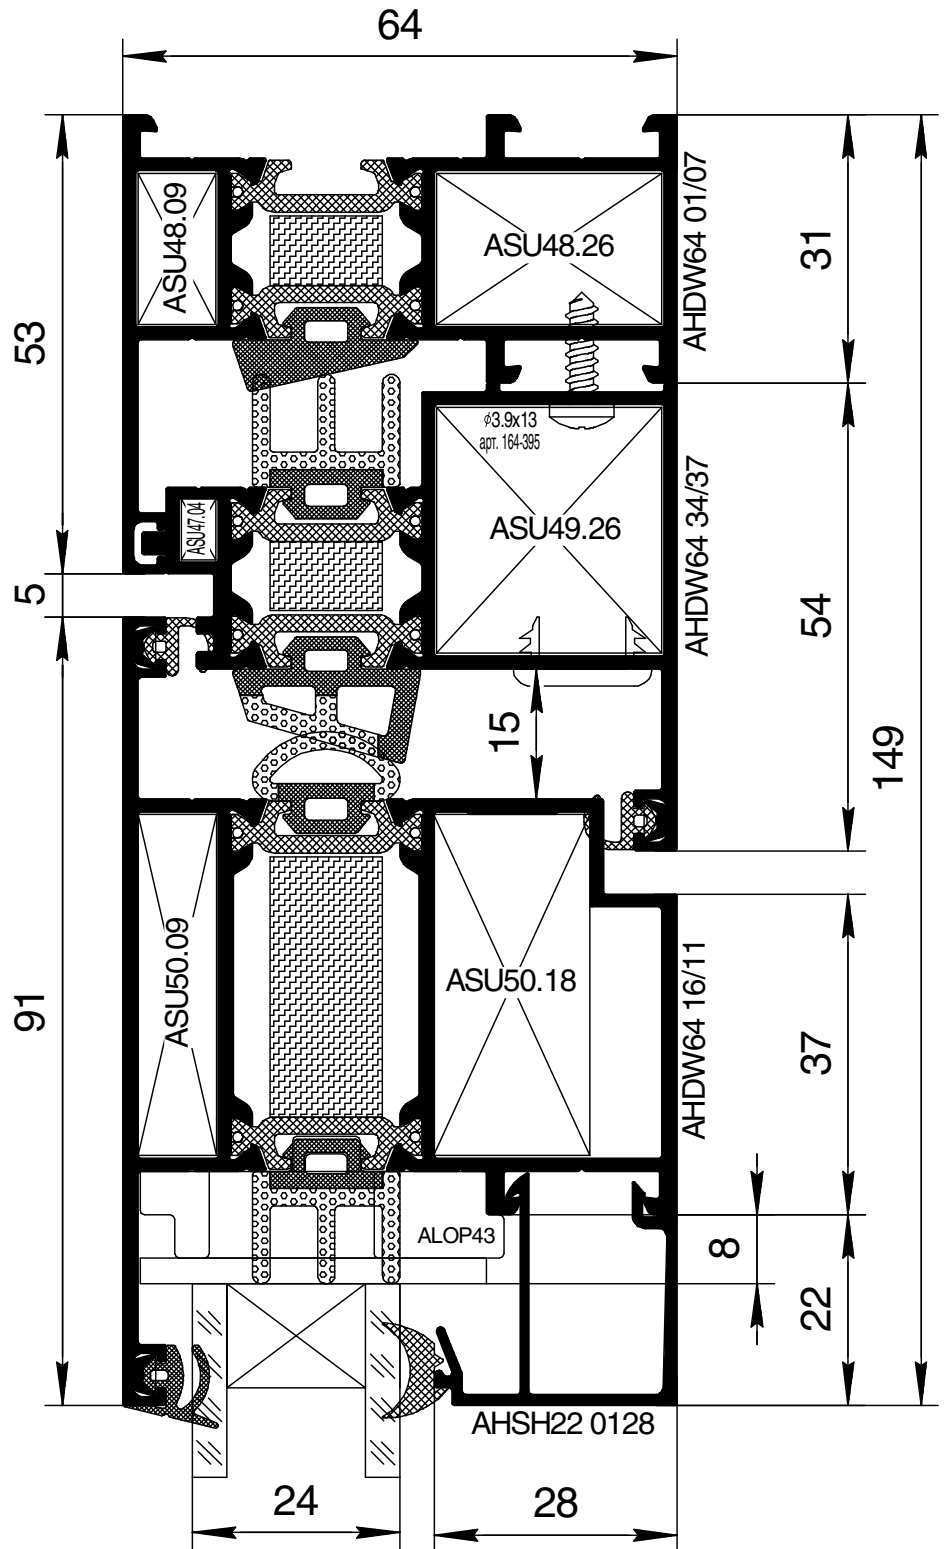 64
ASU48.09
ASU48.26
AHDW64 01/07
31
53
ø3.9x13
арт. 164-395
ASU47.04
ASU49.26
AHDW64 34/37
54
5
15
149
ASU50.09
ASU50.18
AHDW64 16/11
91
37
ALOP43
8
22
AHSH22 0128
24
28